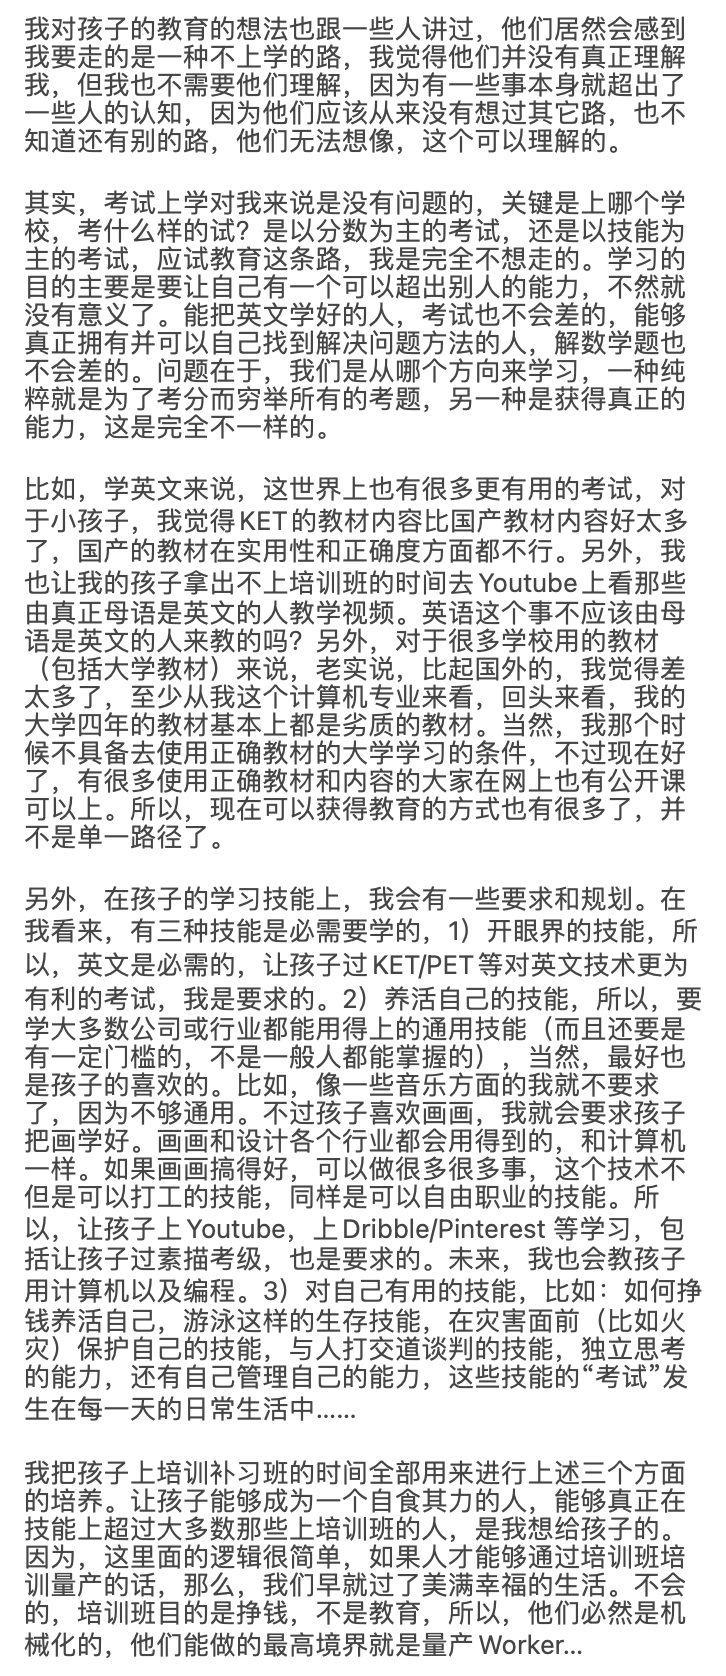 我对孩子的教育的想法也跟一些人讲过，他们居然会感到
我要走的是一种不上学的路，我觉得他们并没有真正理解
我，但我也不需要他们理解，因为有一些事本身就超出了
一些人的认知，因为他们应该从来没有想过其它路，也不
知道还有别的路，他们无法想像，这个可以理解的。
其实，考试上学对我来说是没有问题的，关键是上哪个学
校，考什么样的试？是以分数为主的考试，还是以技能为
主的考试，应试教育这条路，我是完全不想走的。学习的
目的主要是要让自己有一个可以超出别人的能力，不然就
没有意义了。能把英文学好的人，考试也不会差的，能够
真正拥有并可以自己找到解决问题方法的人，解数学题也
不会差的。问题在于，我们是从哪个方向来学习，一种纯
粹就是为了考分而穷举所有的考题，另一种是获得真正的
能力，这是完全不一样的。
比如，学英文来说，这世界上也有很多更有用的考试，对
于小孩子，我觉得KET的教材内容比国产教材内容好太多
了，国产的教材在实用性和正确度方面都不行。另外，我
也让我的孩子拿出不上培训班的时间去Youtube上看那些
由真正母语是英文的人教学视频。英语这个事不应该由母
语是英文的人来教的吗？另外，对于很多学校用的教材
（包括大学教材）来说，老实说，比起国外的，我觉得差
太多了，至少从我这个计算机专业来看，回头来看，我的
大学四年的教材基本上都是劣质的教材。当然，我那个时
候不具备去使用正确教材的大学学习的条件，不过现在好
了，有很多使用正确教材和内容的大家在网上也有公开课
可以上。所以，现在可以获得教育的方式也有很多了，并
不是单一路径了。
另外，在孩子的学习技能上，我会有一些要求和规划。在
我看来，有三种技能是必需要学的，1）开眼界的技能，所
以，英文是必需的，让孩子过KET/PET等对英文技术更为
有利的考试，我是要求的。2）养活自己的技能，所以，要
学大多数公司或行业都能用得上的通用技能（而且还要是
有一定门槛的，不是一般人都能掌握的），当然，最好也
是孩子的喜欢的。比如，像一些音乐方面的我就不要求
了，因为不够通用。不过孩子喜欢画画，我就会要求孩子
把画学好。画画和设计各个行业都会用得到的，和计算机
一样。如果画画搞得好，可以做很多很多事，这个技术不
但是可以打工的技能，同样是可以自由职业的技能。所
以，让孩子上Youtube，上Dribble/Pinterest 等学习，包
括让孩子过素描考级，也是要求的。未来，我也会教孩子
用计算机以及编程。3）对自己有用的技能，比如：如何挣
钱养活自己，游泳这样的生存技能，在灾害面前（比如火
灾）保护自己的技能，与人打交道谈判的技能，独立思考
的能力，还有自己管理自己的能力，这些技能的“考试”发
生在每一天的日常生活中……
我把孩子上培训补习班的时间全部用来进行上述三个方面
的培养。让孩子能够成为一个自食其力的人，能够真正在
技能上超过大多数那些上培训班的人，是我想给孩子的。
因为，这里面的逻辑很简单，如果人才能够通过培训班培
训量产的话，那么，我们早就过了美满幸福的生活。不会
的，培训班目的是挣钱，不是教育，所以，他们必然是机
械化的，他们能做的最高境界就是量产 Worker...